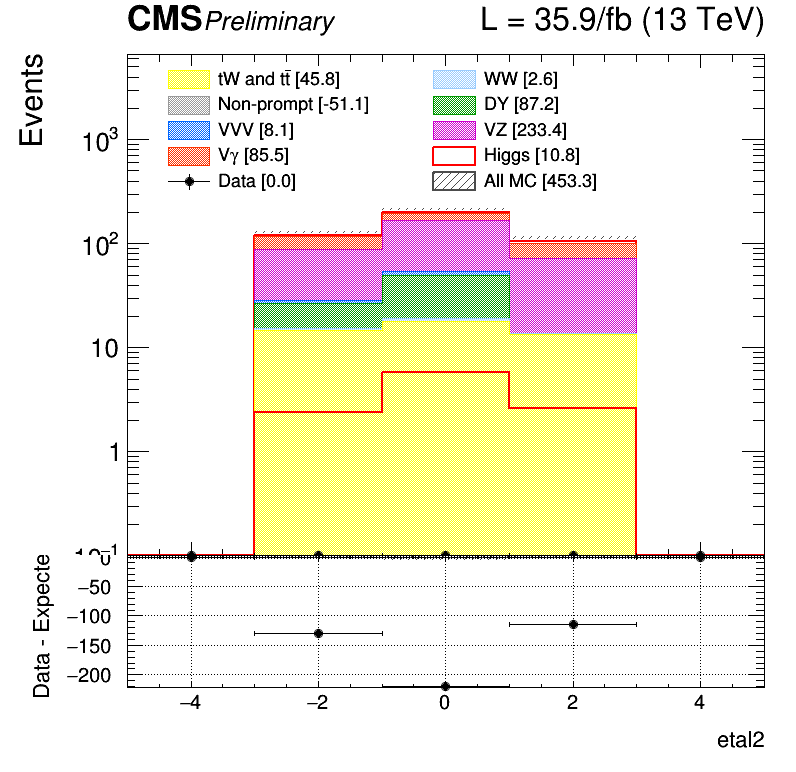 CMS Preliminary L = 35.9/fb (13 TeV)
Events
tW and tt̄ [45.8] WW [2.6]
Non-prompt [-51.1] DY [87.2]
VVV [8.1] VZ [233.4]
Vγ [85.5] Higgs [10.8]
Data [0.0] All MC [453.3]
10³
10²
10
1
Data - Expecte
−50
−100
−150
−200
−4 −2 0 2 4
etal2